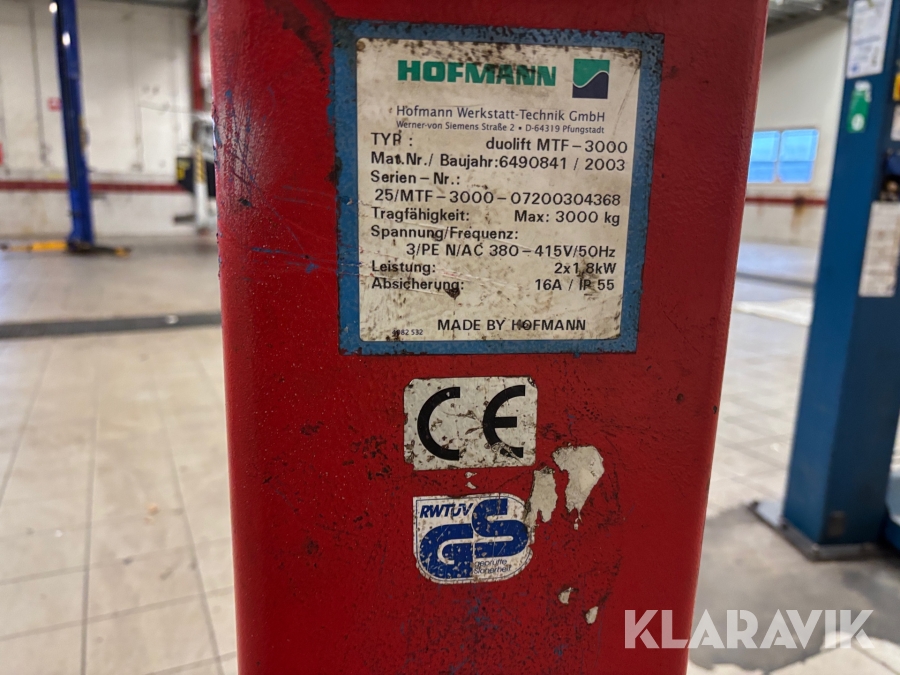 HOFMANN
Hofmann Werkstatt-Technik GmbH
Werner-von Siemens Straße 2 • D-64319 Pfungstadt
TYP : duolift MTF-3000
Mat.Nr./ Baujahr:6490841 / 2003
Serien - Nr.:
25/MTF-3000-07200304368
Tragfähigkeit: Max: 3000 kg
Spannung/Frequenz:
3/PE N/AC 380-415V/50Hz
Leistung: 2x1,8kW
Absicherung: 16A / IP 55
MADE BY HOFMANN
CE
RWTÜV
GS
geprüfte
Sicherheit
KLARAVIK